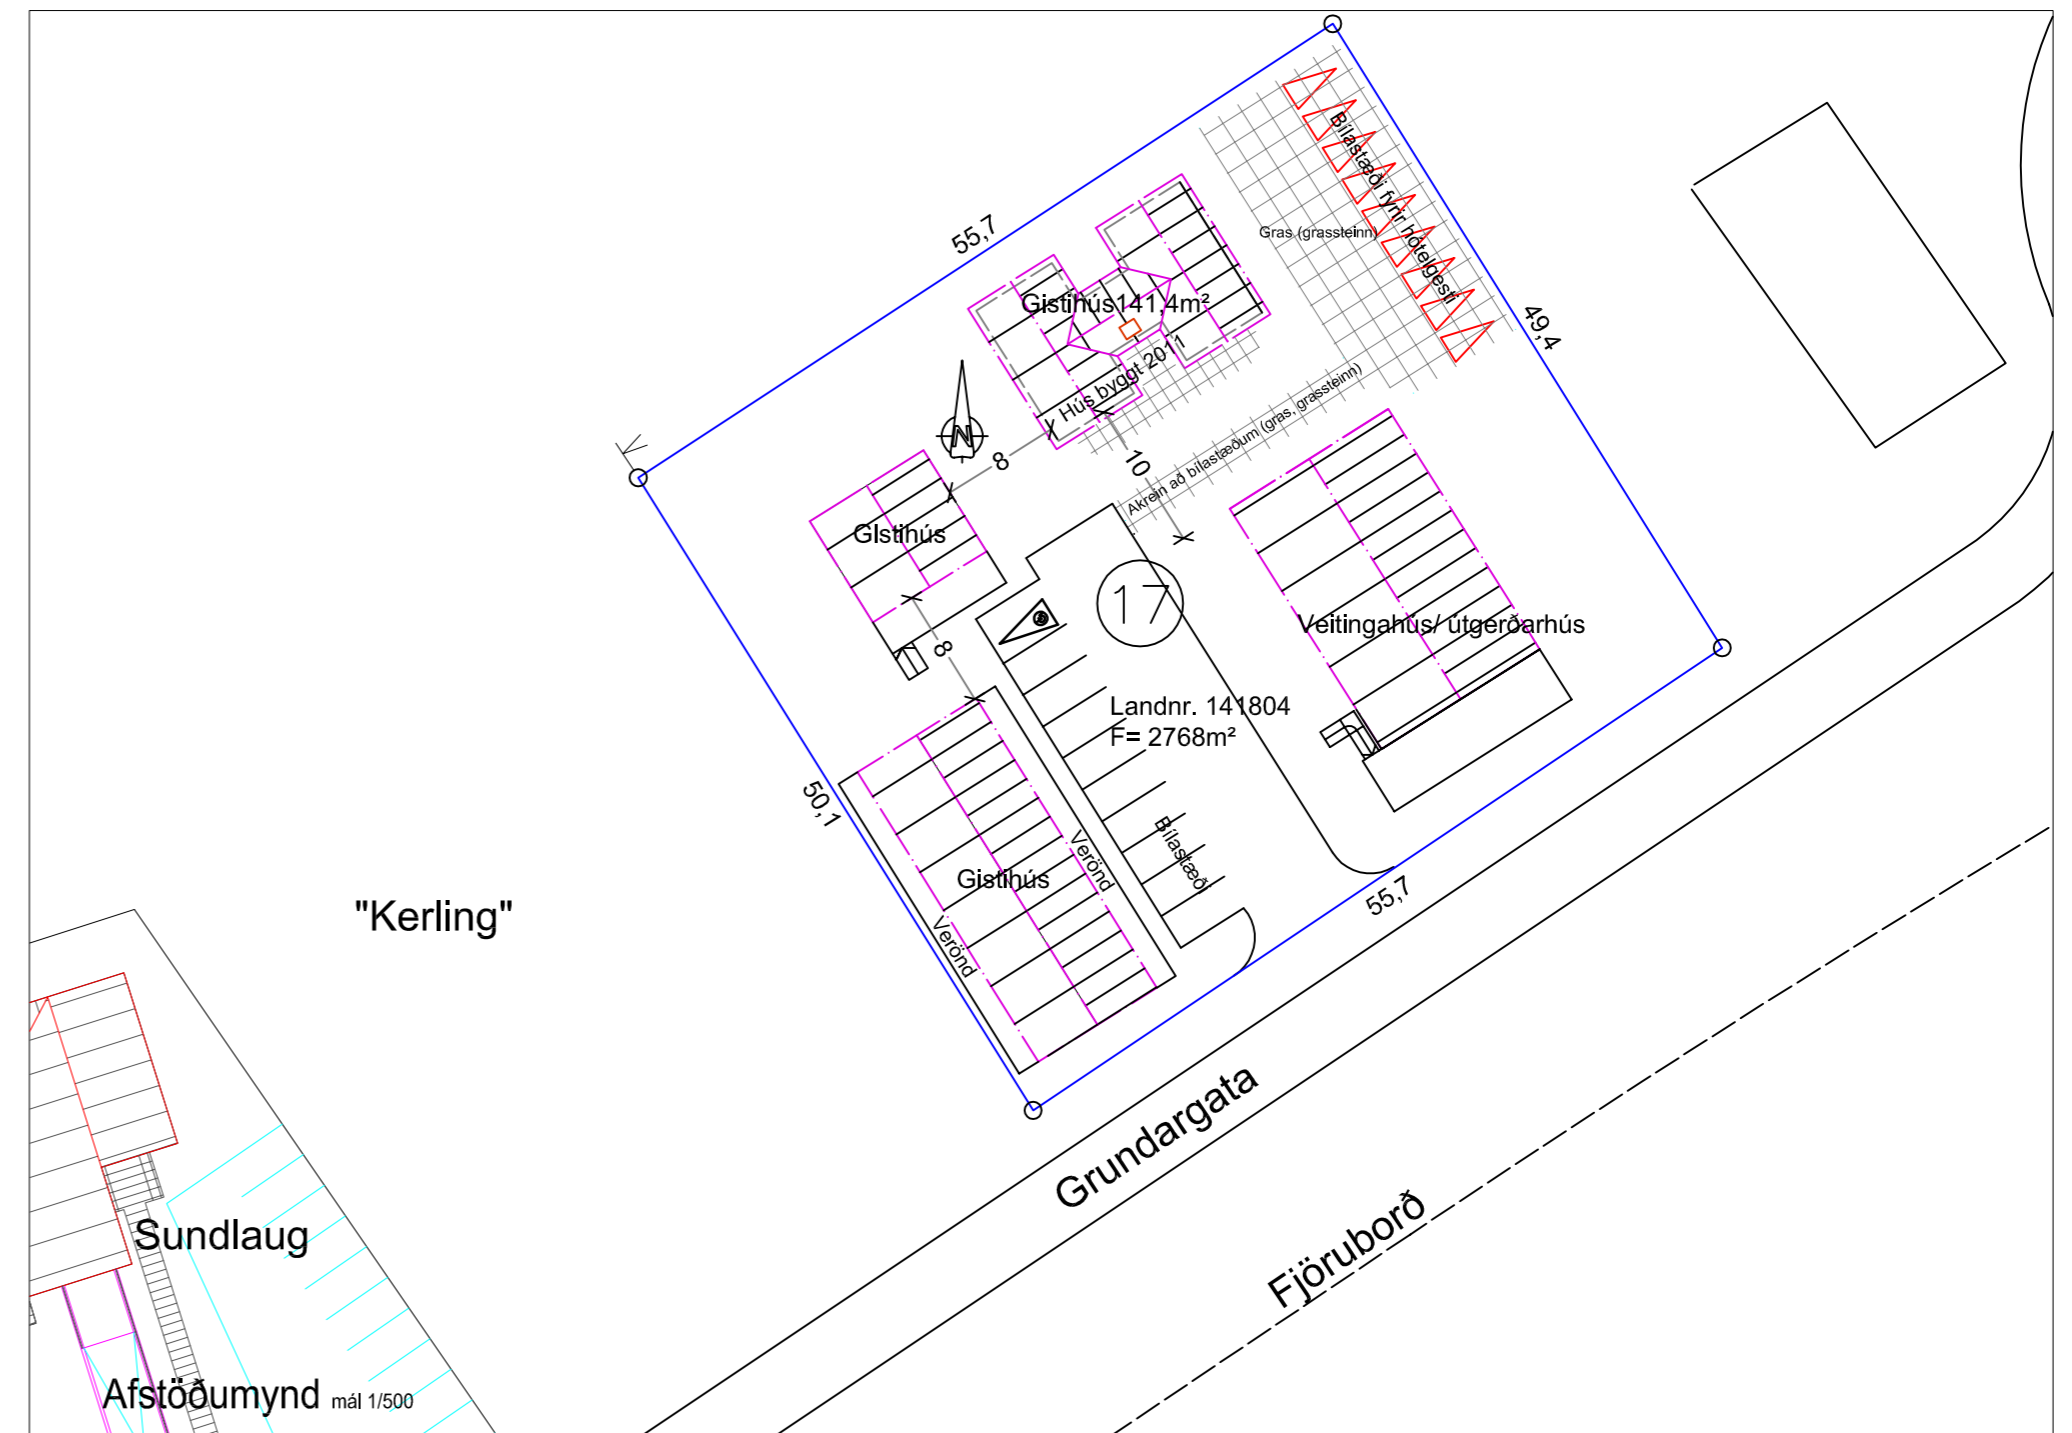 55,7
Bílastæði fyrir hótelgesti
Gras (grassteinn)
Gistihús141,4m²
Hús byggt 2011
49,4
Akrein að bílastæðum (gras, grassteinn)
N
8
10
GIstihús
17
Veitingahús/ útgerðarhús
8
Landnr. 141804
F= 2768m²
50,1
Bílastæði
Verönd
Gistihús
Verönd
55,7
"Kerling"
Grundargata
Fjöruborð
Sundlaug
Afstöðumynd mál 1/500